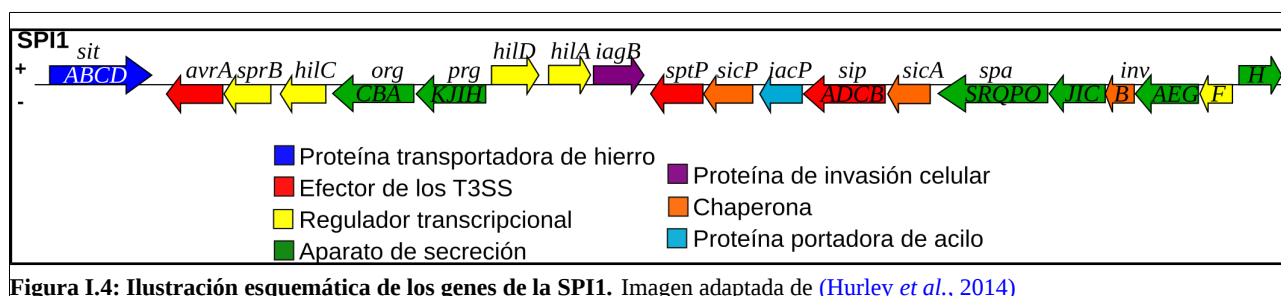 SPI1
sit avrA sprB hilC org prg hilD hilA iagB sptP sicP iacP sip sicA spa inv
+
ABCD CBA KJIH ADCB SRQPO JIC B AEG F H
-
Proteína transportadora de hierro
Efector de los T3SS
Regulador transcripcional
Aparato de secreción
Proteína de invasión celular
Chaperona
Proteína portadora de acilo
Figura I.4: Ilustración esquemática de los genes de la SPI1. Imagen adaptada de (Hurley et al., 2014)